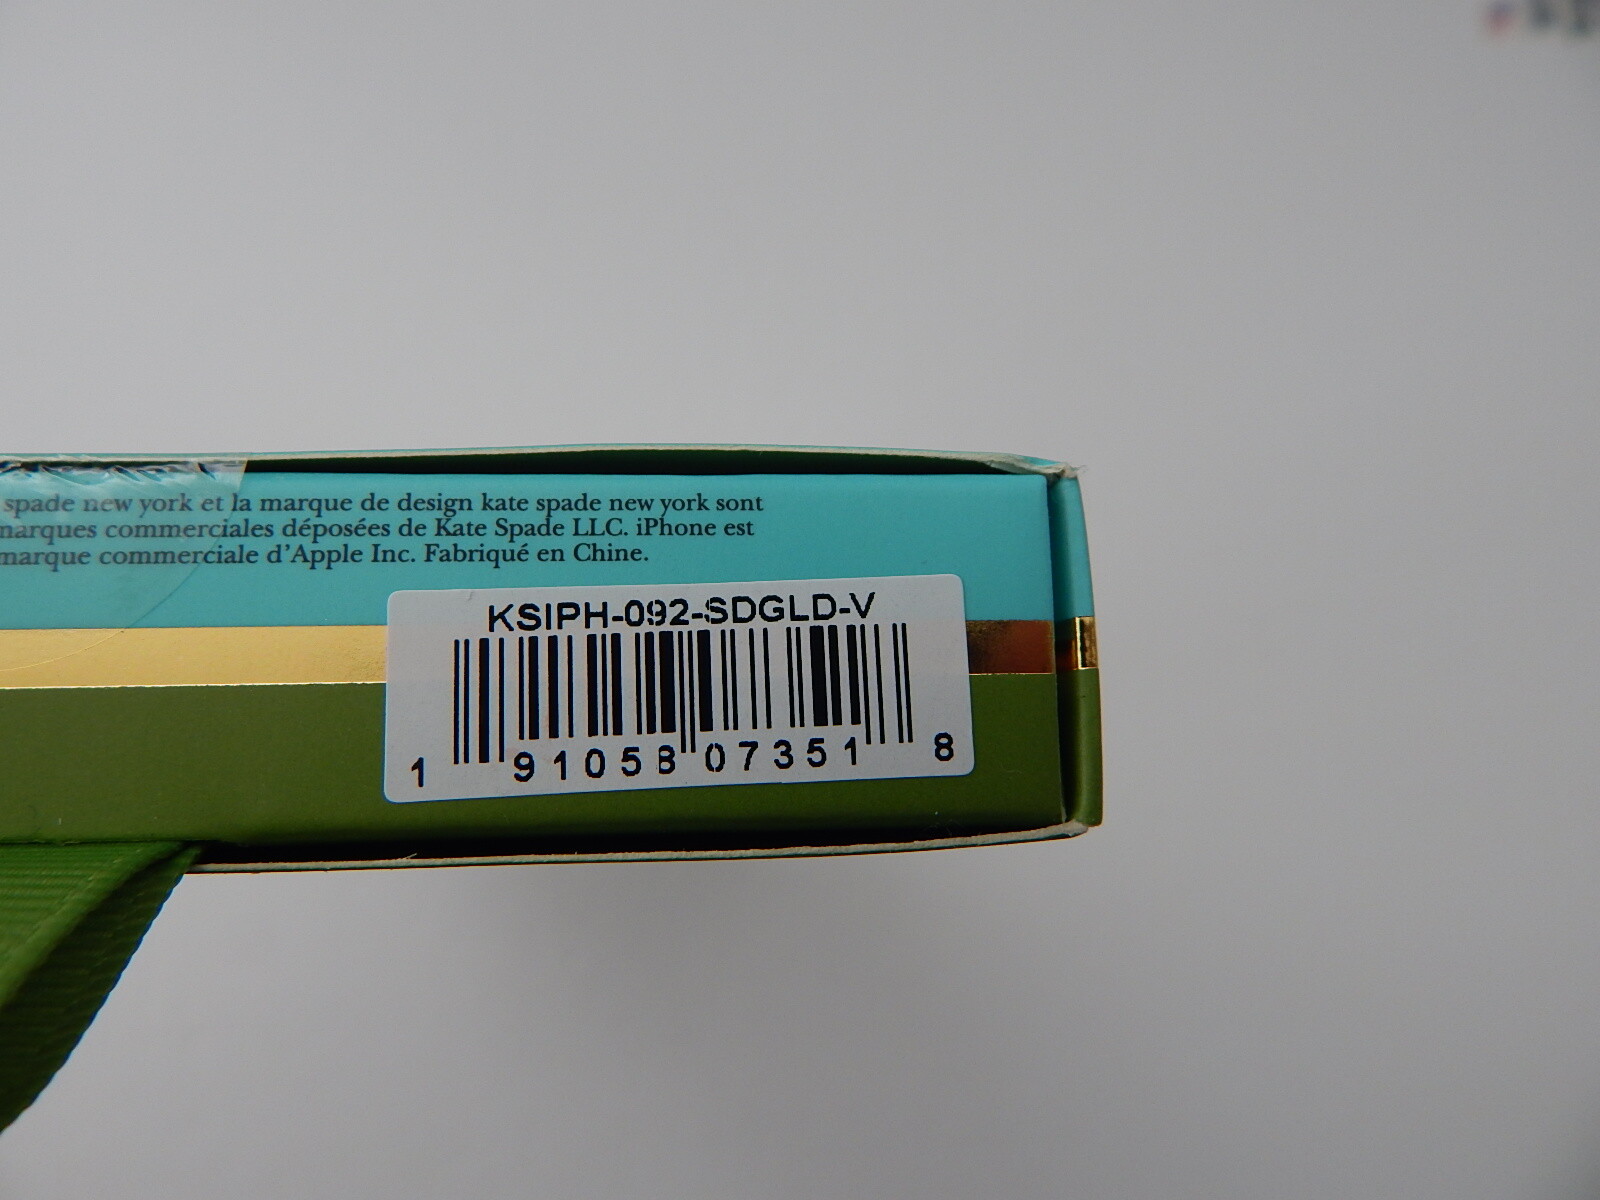 spade new york et la marque de design kate spade new york sont
marques commerciales déposées de Kate Spade LLC. iPhone est
marque commerciale d'Apple Inc. Fabriqué en Chine.
KSIPH-092-SDGLD-V
1 91058 07351 8